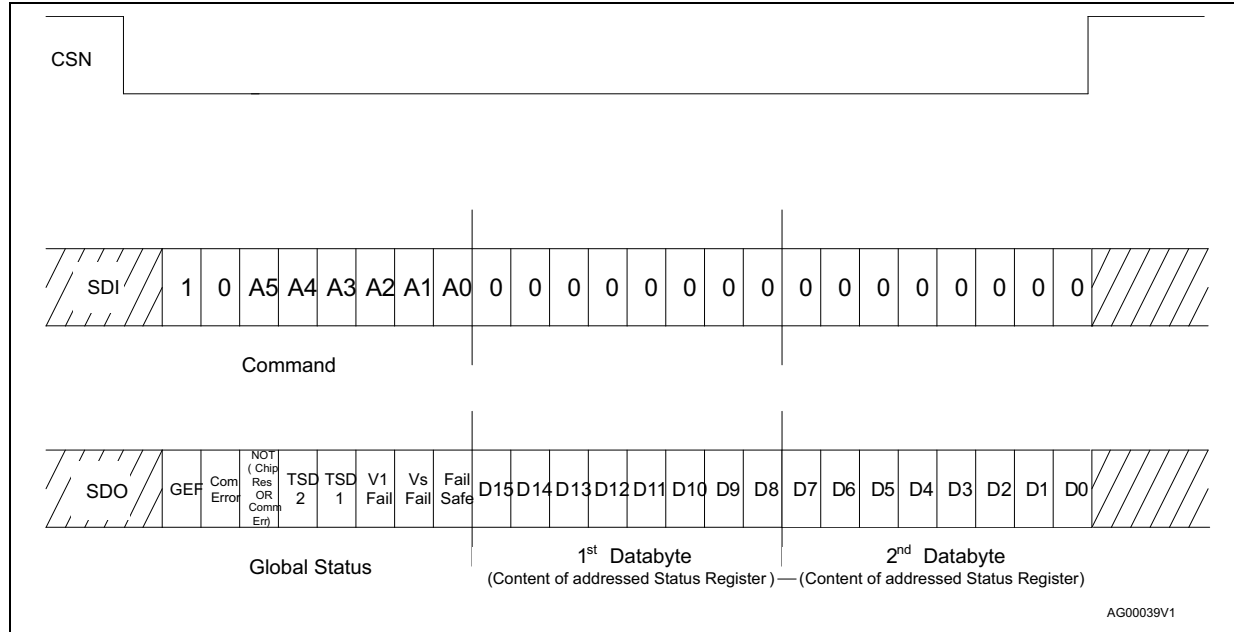 CSN
SDI 1 0 A5 A4 A3 A2 A1 A0 0 0 0 0 0 0 0 0 0 0 0 0 0 0 0 0
Command
SDO GEF Com Error NOT ( Chip Res OR Comm Err) TSD 2 TSD 1 V1 Fail Vs Fail Fail Safe D15 D14 D13 D12 D11 D10 D9 D8 D7 D6 D5 D4 D3 D2 D1 D0
Global Status
1st Databyte
(Content of addressed Status Register )
2nd Databyte
(Content of addressed Status Register)
AG00039V1